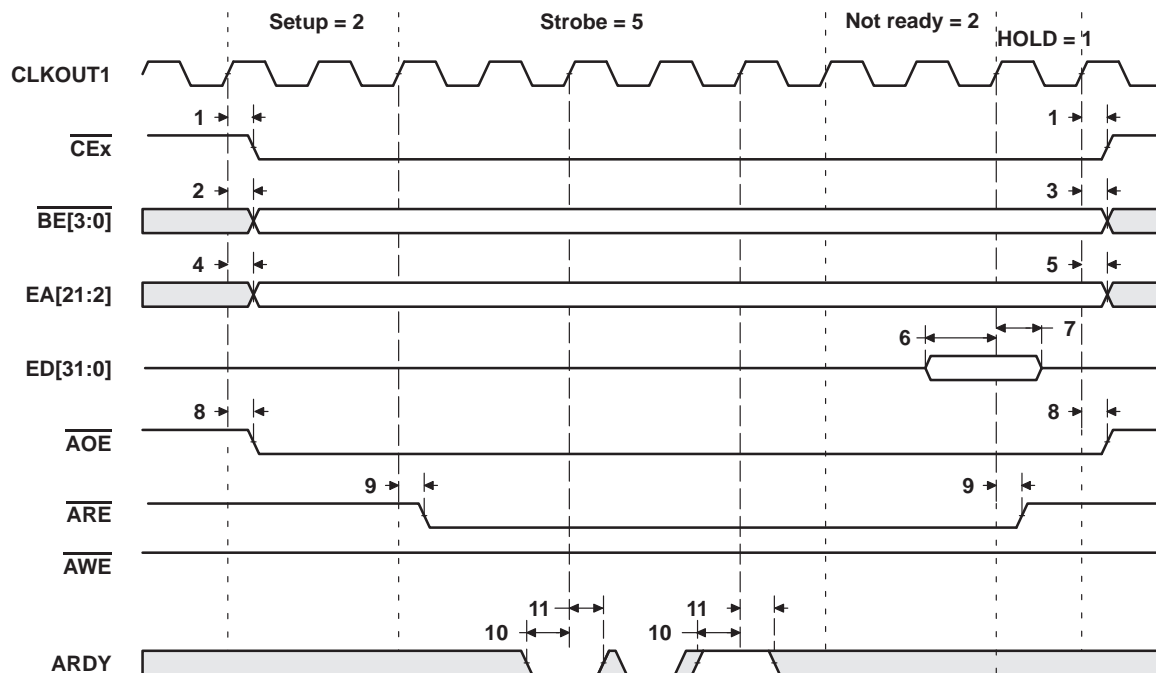 Setup = 2 Strobe = 5 Not ready = 2
HOLD = 1
CLKOUT1
1 1
CEx
2 3
BE[3:0]
4 5
EA[21:2]
6 7
ED[31:0]
8 8
AOE
9 9
ARE
AWE
11 11
10 10
ARDY